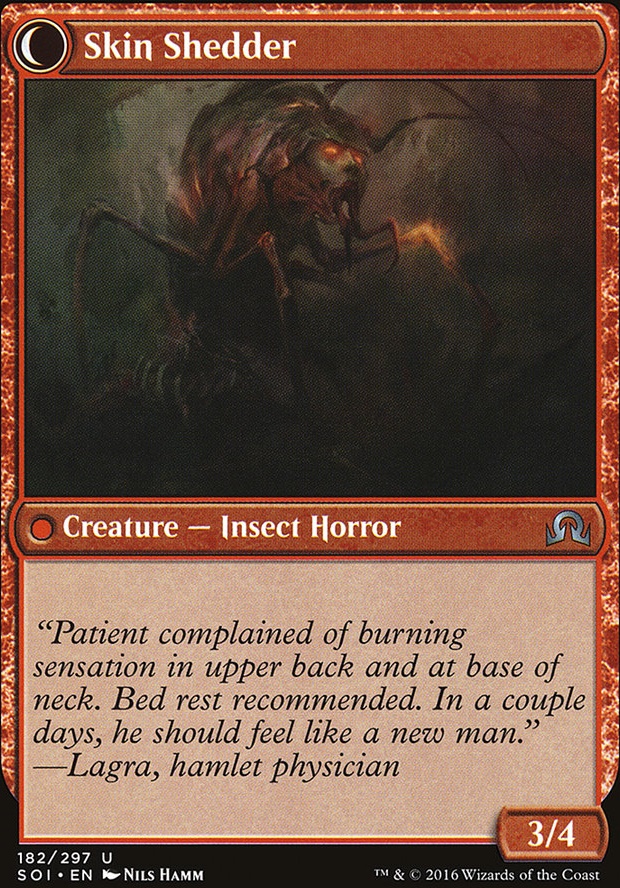 Skin Shedder
Creature — Insect Horror
“Patient complained of burning
sensation in upper back and at base of
neck. Bed rest recommended. In a couple
days, he should feel like a new man.”
—Lagra, hamlet physician
3/4
182/297 U
SOI • EN Nils Hamm
™ & © 2016 Wizards of the Coast